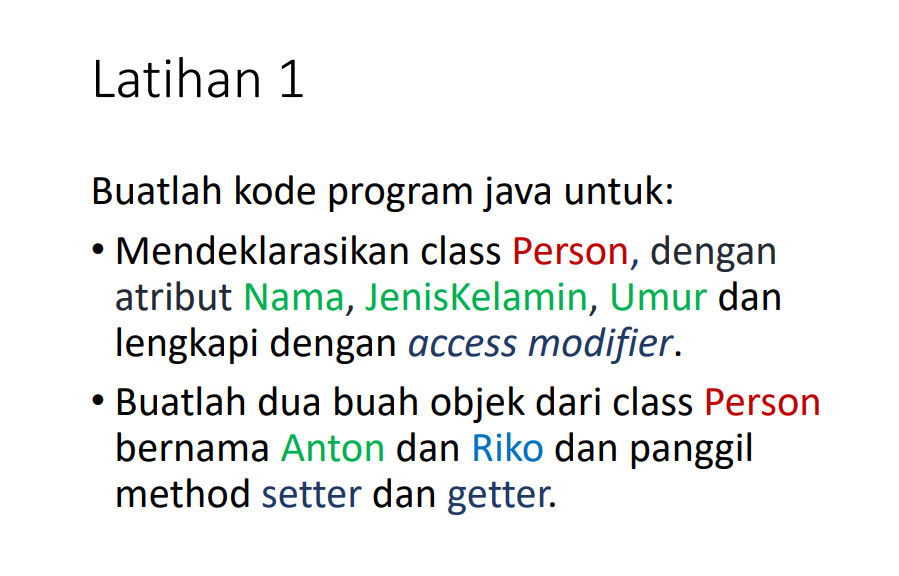 Latihan 1
Buatlah kode program java untuk:
• Mendeklarasikan class Person, dengan
atribut Nama, JenisKelamin, Umur dan
lengkapi dengan access modifier.
• Buatlah dua buah objek dari class Person
bernama Anton dan Riko dan panggil
method setter dan getter.